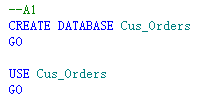 --A1
CREATE DATABASE Cus_Orders
GO
USE Cus_Orders
GO